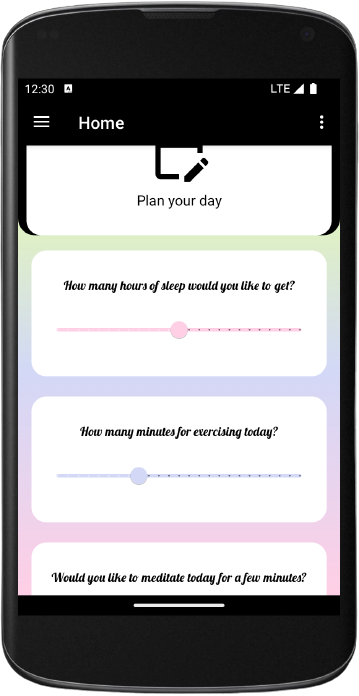 12:30 A LTE
Home
Plan your day
How many hours of sleep would you like to get?
How many minutes for exercising today?
Would you like to meditate today for a few minutes?